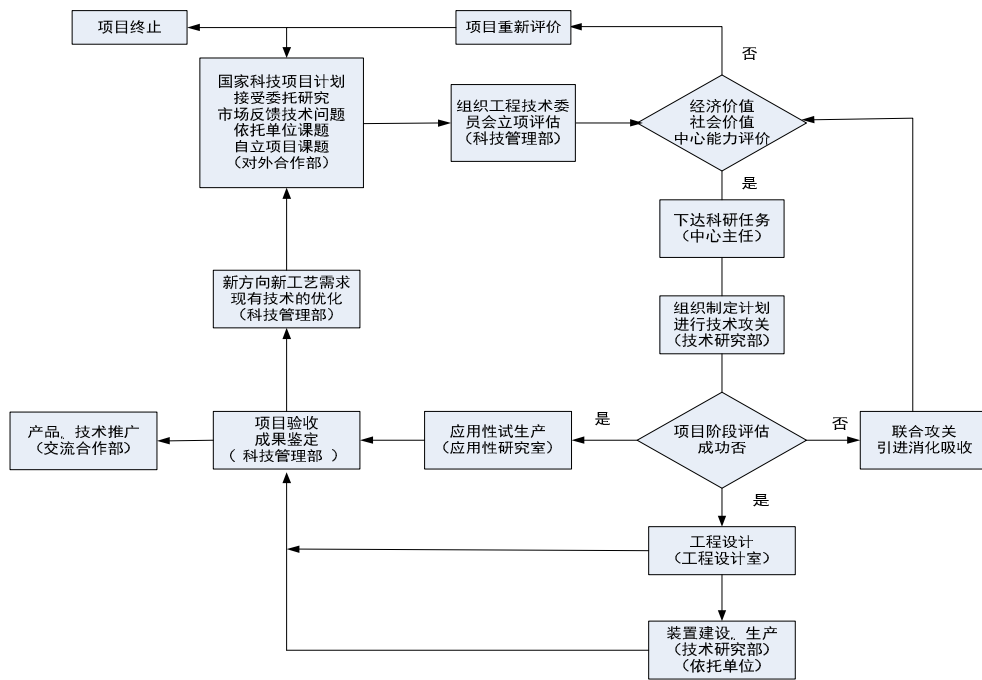 项目终止
项目重新评价
否
国家科技项目计划
接受委托研究
市场反馈技术问题
依托单位课题
自立项目课题
（对外合作部）
组织工程技术委
员会立项评估
（科技管理部）
经济价值
社会价值
中心能力评价
是
下达科研任务
（中心主任）
新方向新工艺需求
现有技术的优化
（科技管理部）
组织制定计划
进行技术攻关
（技术研究部）
产品、技术推广
（交流合作部）
项目验收
成果鉴定
（ 科技管理部 ）
应用性试生产
（应用性研究室）
是
项目阶段评估
成功否
否
联合攻关
引进消化吸收
是
工程设计
（工程设计室）
装置建设、生产
（技术研究部）
（依托单位）